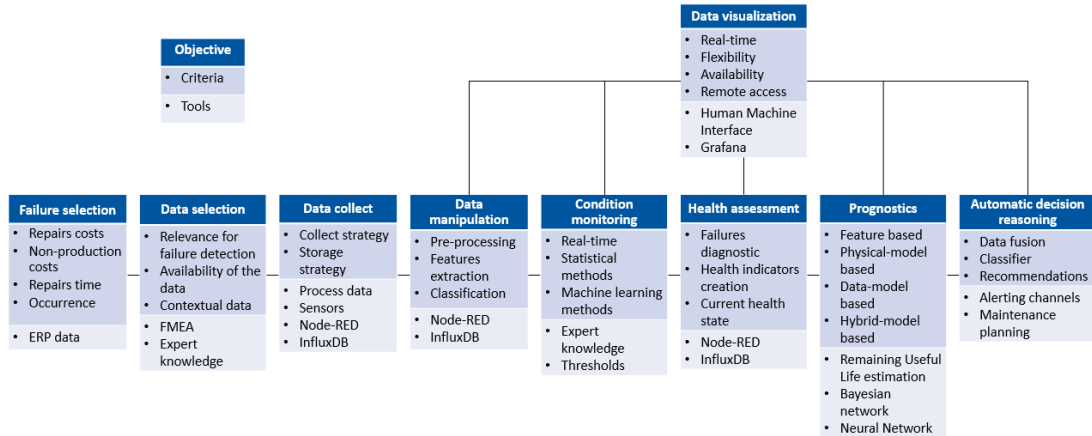 Data visualization
• Real-time
• Flexibility
• Availability
• Remote access
• Human Machine
Interface
• Grafana
Objective
• Criteria
• Tools
Failure selection
• Repairs costs
• Non-production
costs
• Repairs time
• Occurrence
• ERP data
Data selection
• Relevance for
failure detection
• Availability of the
data
• Contextual data
• FMEA
• Expert
knowledge
Data collect
• Collect strategy
• Storage
strategy
• Process data
• Sensors
• Node-RED
• InfluxDB
Data
manipulation
• Pre-processing
• Features
extraction
• Classification
• Node-RED
• InfluxDB
Condition
monitoring
• Real-time
• Statistical
methods
• Machine learning
methods
• Expert
knowledge
• Thresholds
Health assessment
• Failures
diagnostic
• Health indicators
creation
• Current health
state
• Node-RED
• InfluxDB
Prognostics
• Feature based
• Physical-model
based
• Data-model
based
• Hybrid-model
based
• Remaining Useful
Life estimation
• Bayesian
network
• Neural Network
Automatic decision
reasoning
• Data fusion
• Classifier
• Recommendations
• Alerting channels
• Maintenance
planning